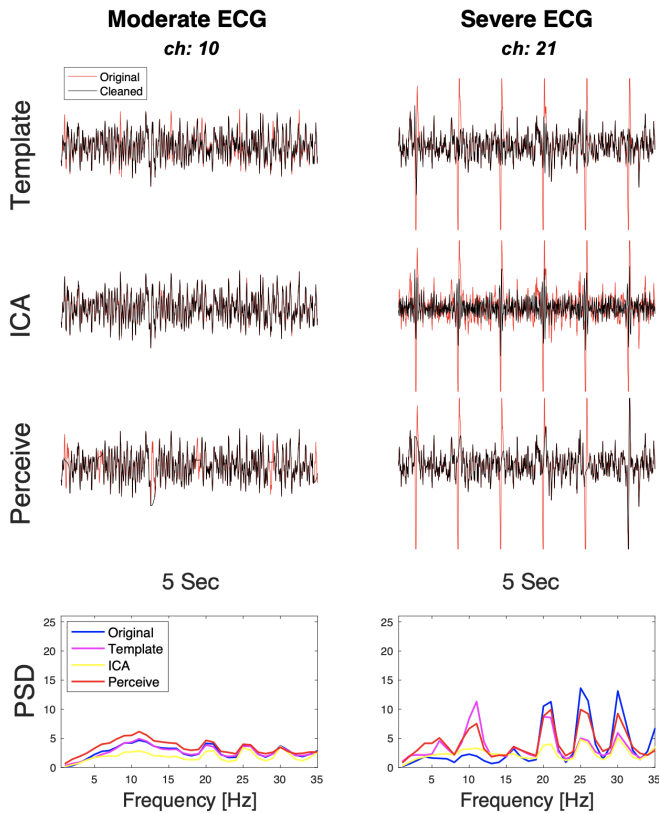 Moderate ECG
ch: 10
Severe ECG
ch: 21
Original
Cleaned
Template
ICA
Perceive
5 Sec
5 Sec
PSD
25
20
15
10
5
0
Original
Template
ICA
Perceive
5 10 15 20 25 30 35
Frequency [Hz]
25
20
15
10
5
0
5 10 15 20 25 30 35
Frequency [Hz]